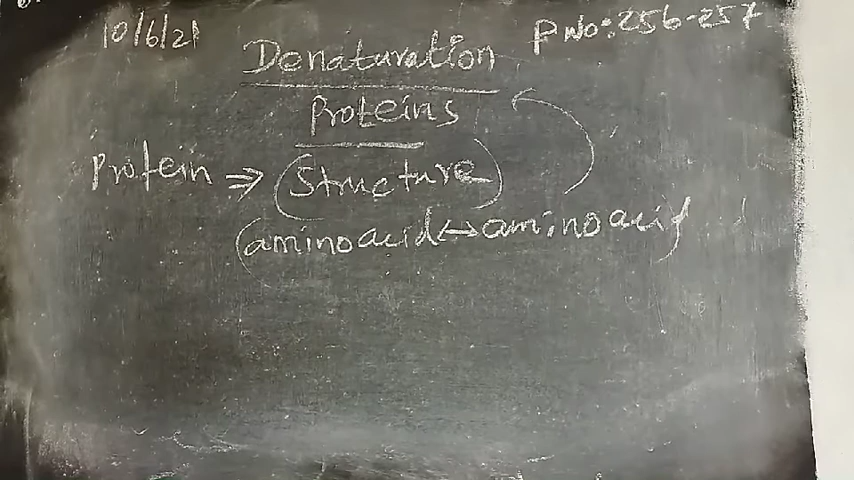 10/6/21
P No: 256-257
Denaturation
Proteins
Protein ⇒ (Structure)
(aminoacid ↔ aminoacid)